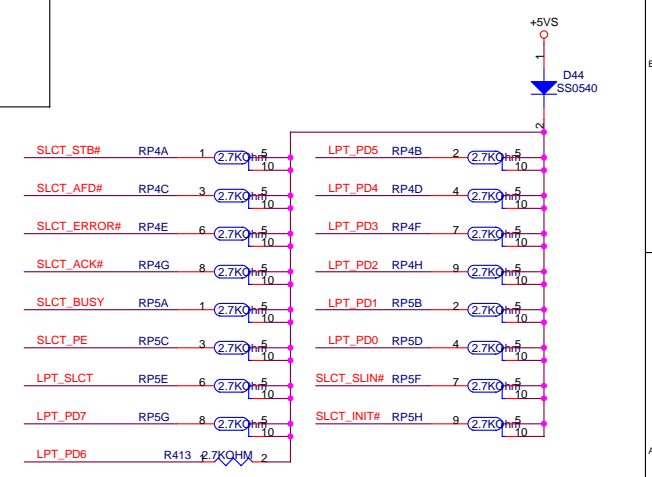 +5VS
1
D44
SS0540
2
SLCT_STB# RP4A 1 2.7KOhm 5 10
LPT_PD5 RP4B 2 2.7KOhm 5 10
SLCT_AFD# RP4C 3 2.7KOhm 5 10
LPT_PD4 RP4D 4 2.7KOhm 5 10
SLCT_ERROR# RP4E 6 2.7KOhm 5 10
LPT_PD3 RP4F 7 2.7KOhm 5 10
SLCT_ACK# RP4G 8 2.7KOhm 5 10
LPT_PD2 RP4H 9 2.7KOhm 5 10
SLCT_BUSY RP5A 1 2.7KOhm 5 10
LPT_PD1 RP5B 2 2.7KOhm 5 10
SLCT_PE RP5C 3 2.7KOhm 5 10
LPT_PD0 RP5D 4 2.7KOhm 5 10
LPT_SLCT RP5E 6 2.7KOhm 5 10
SLCT_SLIN# RP5F 7 2.7KOhm 5 10
LPT_PD7 RP5G 8 2.7KOhm 5 10
SLCT_INIT# RP5H 9 2.7KOhm 5 10
LPT_PD6 R413 1 2.7KOHM 2
A